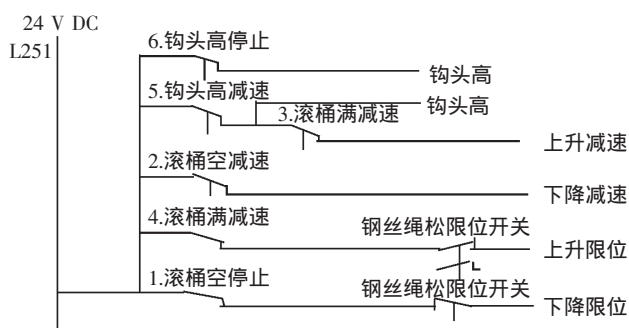 24 V DC
L251
6.钩头高停止
钩头高
5.钩头高减速
钩头高
3.滚桶满减速
上升减速
2.滚桶空减速
下降减速
4.滚桶满减速
钢丝绳松限位开关
上升限位
L
1.滚桶空停止
钢丝绳松限位开关
下降限位